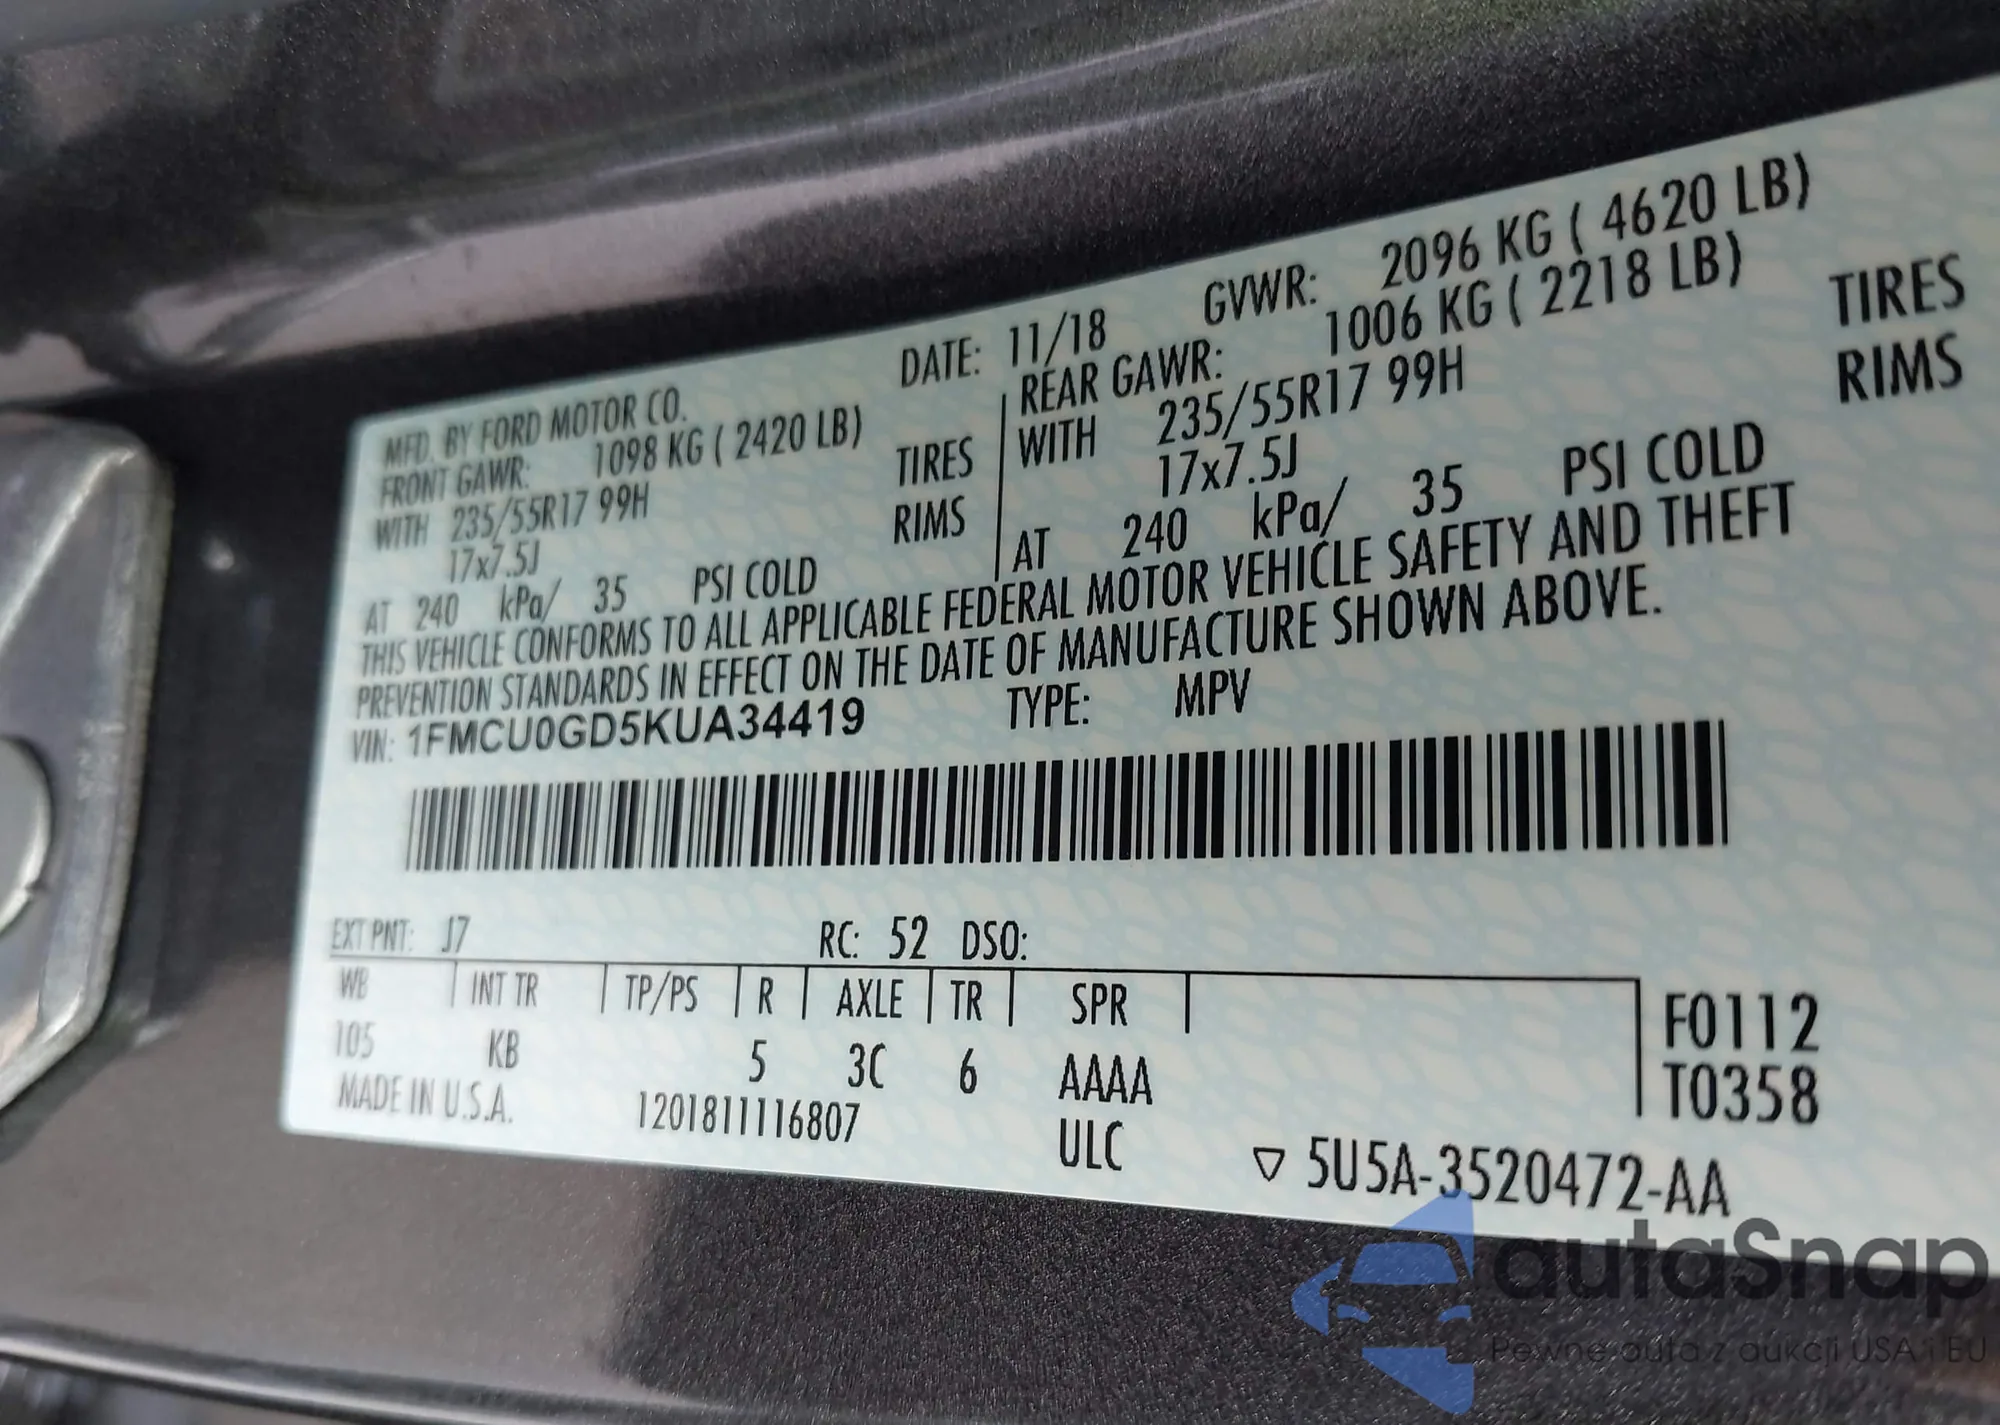 MFD. BY FORD MOTOR CO. DATE: 11/18 GVWR: 2096 KG ( 4620 LB)
FRONT GAWR: 1098 KG ( 2420 LB) REAR GAWR: 1006 KG ( 2218 LB)
WITH 235/55R17 99H TIRES WITH 235/55R17 99H TIRES
17x7.5J RIMS 17x7.5J RIMS
AT 240 kPa/ 35 PSI COLD AT 240 kPa/ 35 PSI COLD
THIS VEHICLE CONFORMS TO ALL APPLICABLE FEDERAL MOTOR VEHICLE SAFETY AND THEFT
PREVENTION STANDARDS IN EFFECT ON THE DATE OF MANUFACTURE SHOWN ABOVE.
VIN: 1FMCU0GD5KUA34419 TYPE: MPV
EXT PNT: J7 RC: 52 DSO:
WB INT TR TP/PS R AXLE TR SPR F0112
105 KB 5 3C 6 AAAA T0358
MADE IN U.S.A. 1201811116807 ULC ▽ 5U5A-3520472-AA
autaSnap
Pewne auta z aukcji USA i EU